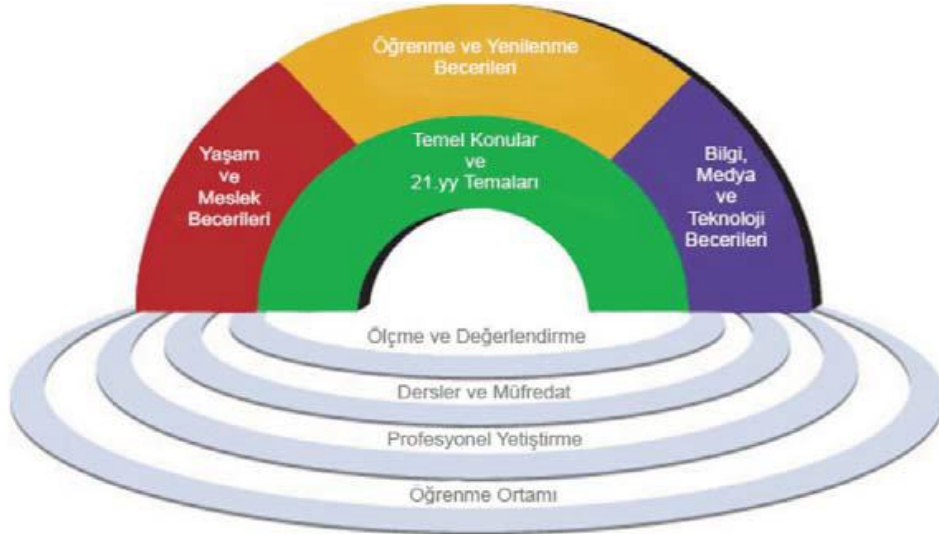 Öğrenme ve Yenilenme
Becerileri
Yaşam
ve
Meslek
Becerileri
Temel Konular
ve
21.yy Temaları
Bilgi,
Medya
ve
Teknoloji
Becerileri
Ölçme ve Değerlendirme
Dersler ve Müfredat
Profesyonel Yetiştirme
Öğrenme Ortamı